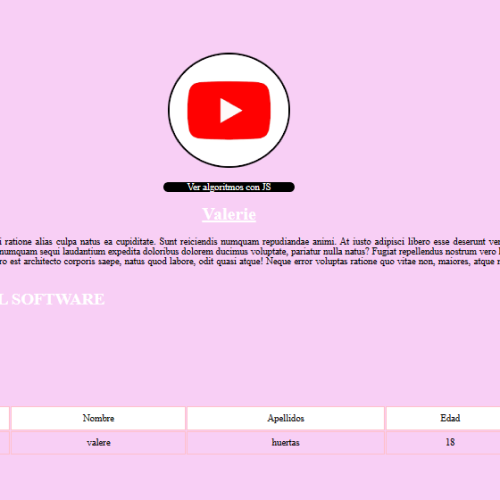 Ver algoritmos con JS
Valerie
ratione alias culpa natus ea cupiditate. Sunt reiciendis numquam repudiandae animi. At iusto adipisci libero esse deserunt
numquam sequi laudantium expedita doloribus dolorem ducimus voluptate, pariatur nulla natus? Fugiat repellendus nostrum vero
est architecto corporis saepe, natus quod labore, odit quasi atque! Neque error voluptas ratione quo vitae non, maiores, atque
SOFTWARE
Nombre Apellidos Edad
valere huertas 18